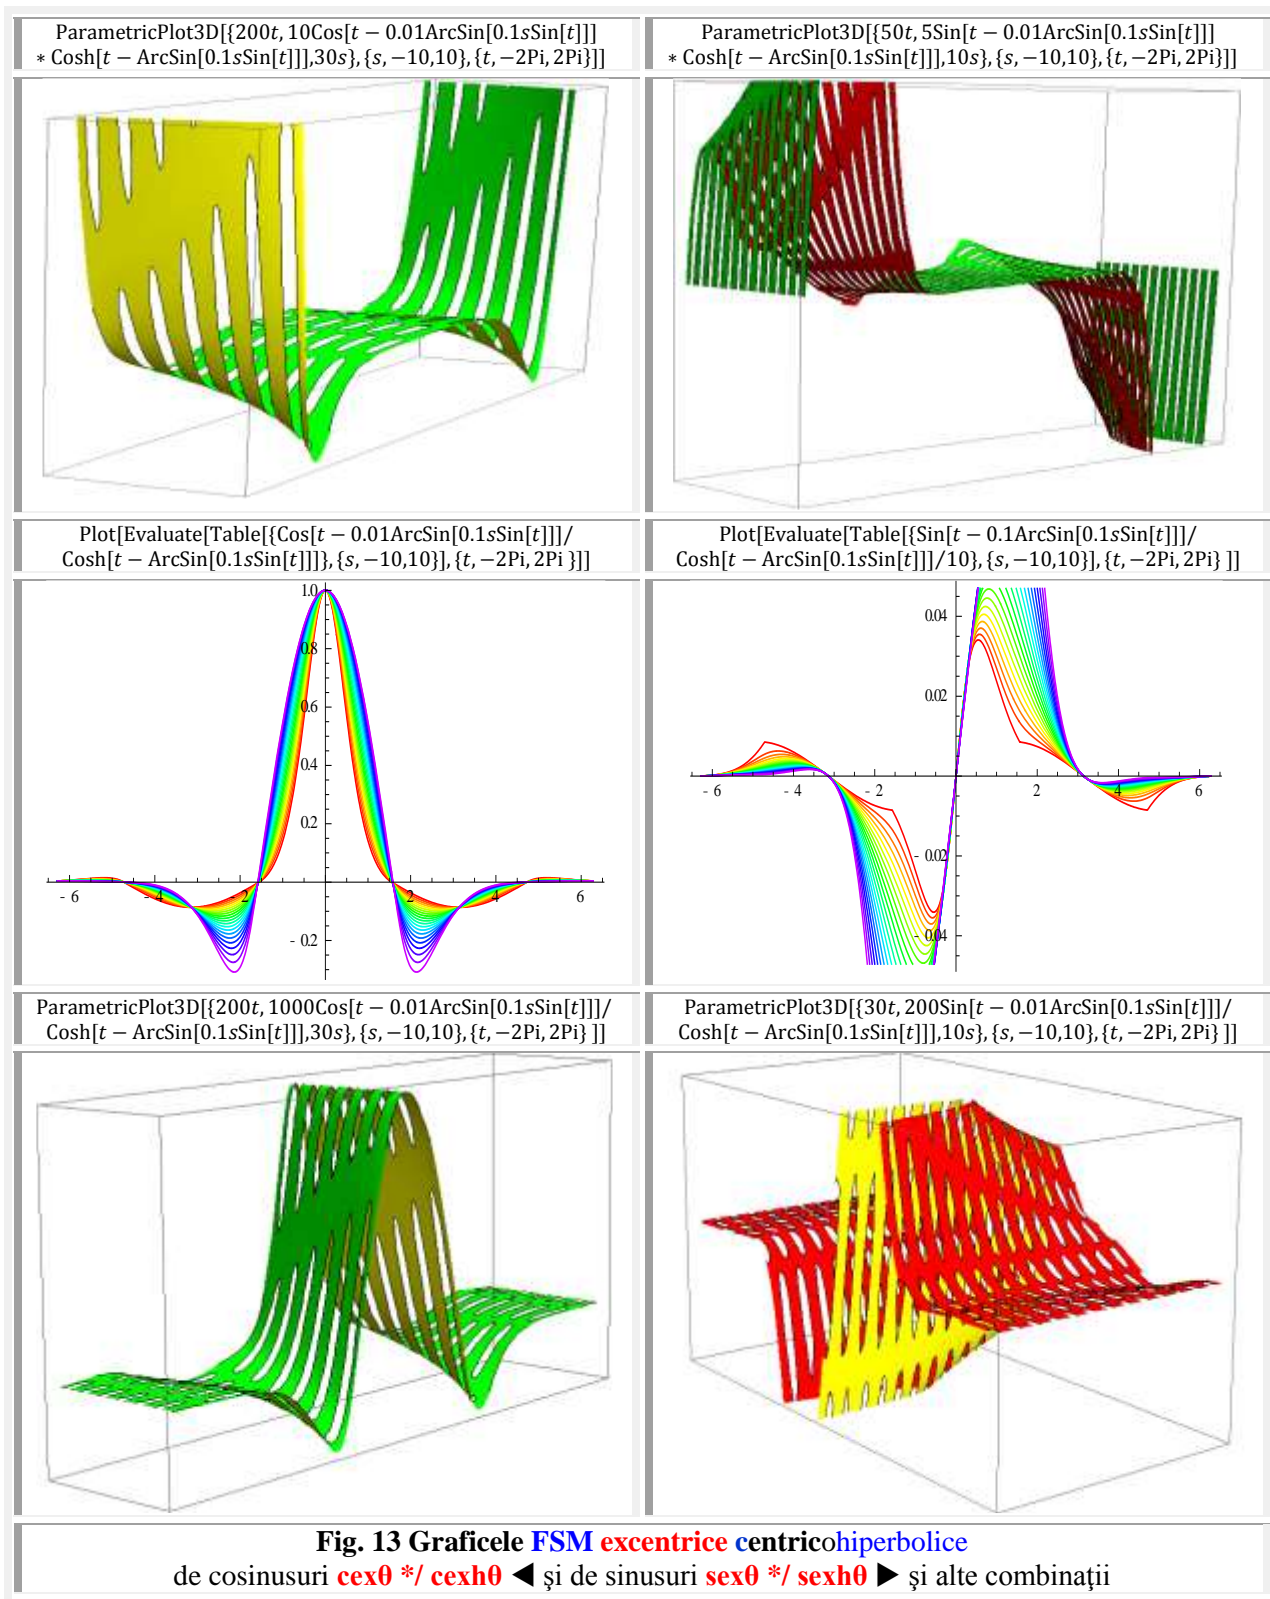 ParametricPlot3D[{200t, 10Cos[t − 0.01ArcSin[0.1sSin[t]]]
∗ Cosh[t − ArcSin[0.1sSin[t]]],30s}, {s, −10,10}, {t, −2Pi, 2Pi}]]
ParametricPlot3D[{50t, 5Sin[t − 0.01ArcSin[0.1sSin[t]]]
∗ Cosh[t − ArcSin[0.1sSin[t]]],10s}, {s, −10,10}, {t, −2Pi, 2Pi}]]
Plot[Evaluate[Table[{Cos[t − 0.01ArcSin[0.1sSin[t]]]/
Cosh[t − ArcSin[0.1sSin[t]]]}, {s, −10,10}], {t, −2Pi, 2Pi }]]
Plot[Evaluate[Table[{Sin[t − 0.1ArcSin[0.1sSin[t]]]/
Cosh[t − ArcSin[0.1sSin[t]]]/10}, {s, −10,10}], {t, −2Pi, 2Pi} ]]
1.0
0.8
0.6
0.4
0.2
- 6 - 4 - 2 2 6
- 0.2
0.04
0.02
- 6 - 4 - 2 2 4 6
- 0.02
- 0.04
ParametricPlot3D[{200t, 1000Cos[t − 0.01ArcSin[0.1sSin[t]]]/
Cosh[t − ArcSin[0.1sSin[t]]],30s}, {s, −10,10}, {t, −2Pi, 2Pi} ]]
ParametricPlot3D[{30t, 200Sin[t − 0.01ArcSin[0.1sSin[t]]]/
Cosh[t − ArcSin[0.1sSin[t]]],10s}, {s, −10,10}, {t, −2Pi, 2Pi} ]]
Fig. 13 Graficele FSM excentrice centricohiperbolice
de cosinusuri cexθ */ cexhθ ◄ şi de sinusuri sexθ */ sexhθ ► şi alte combinaţii